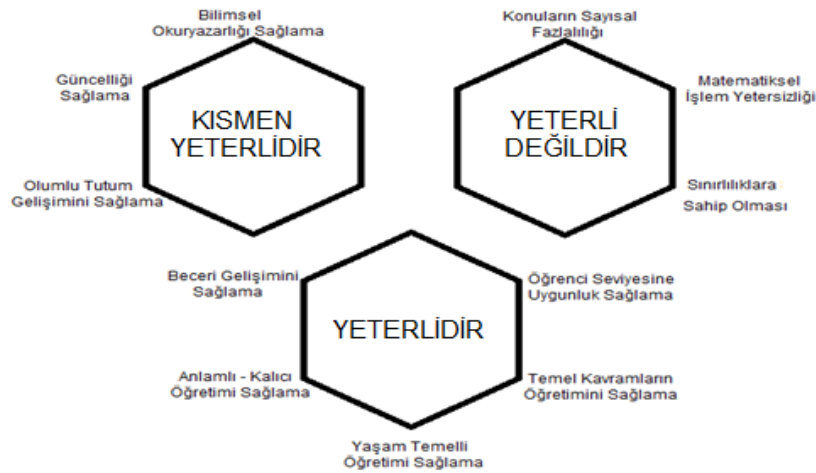 Bilimsel
Okuryazarlığı Sağlama
Güncelliği
Sağlama
KISMEN
YETERLİDİR
Olumlu Tutum
Gelişimini Sağlama
Konuların Sayısal
Fazlalılığı
Matematiksel
İşlem Yetersizliği
YETERLİ
DEĞİLDİR
Sınırlılıklara
Sahip Olması
Beceri Gelişimini
Sağlama
Öğrenci Seviyesine
Uygunluk Sağlama
YETERLİDİR
Anlamlı - Kalıcı
Öğretimi Sağlama
Temel Kavramların
Öğretimini Sağlama
Yaşam Temelli
Öğretimi Sağlama